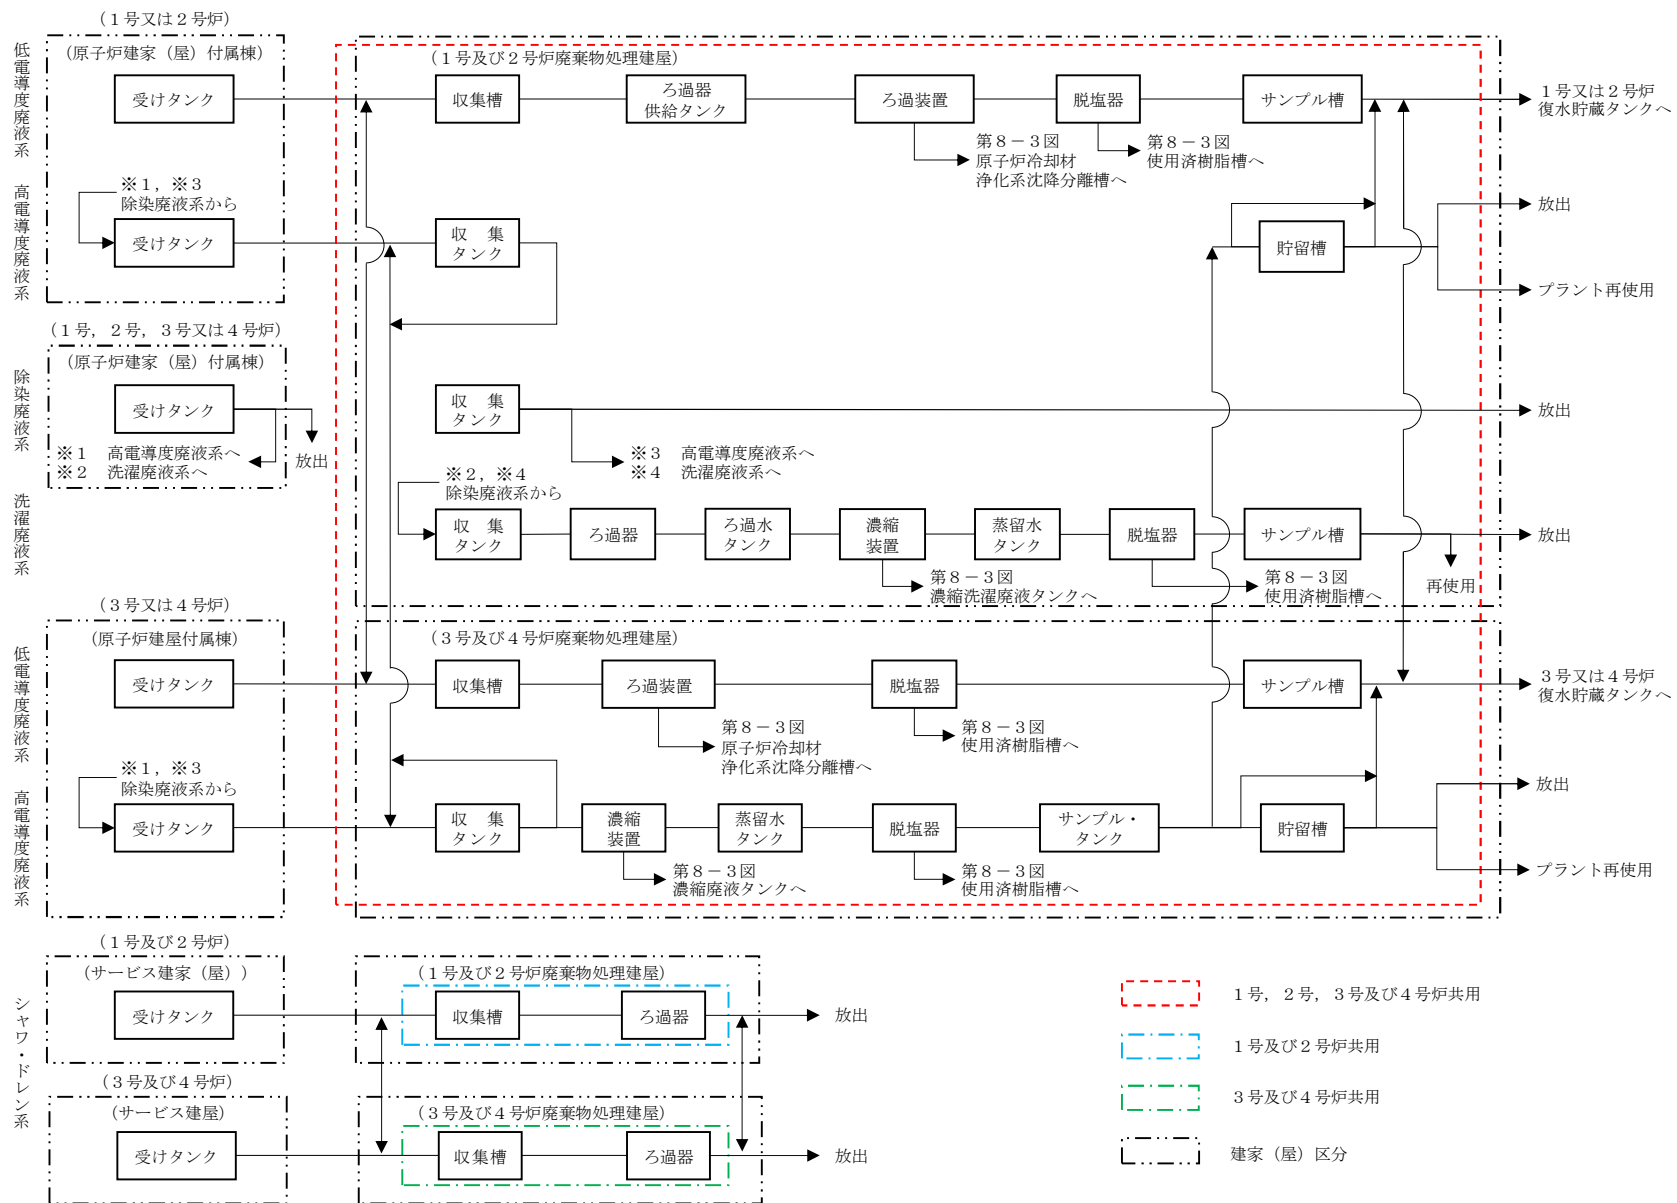 (1号又は2号炉)
低電導度廃液系
(原子炉建家(屋)付属棟)
(1号及び2号炉廃棄物処理建屋)
受けタンク
収集槽
ろ過器
供給タンク
ろ過装置
脱塩器
サンプル槽
1号又は2号炉
復水貯蔵タンクへ
第8-3図
原子炉冷却材
浄化系沈降分離槽へ
第8-3図
使用済樹脂槽へ
高電導度廃液系
※1,※3
除染廃液系から
受けタンク
収 集
タンク
貯留槽
放出
プラント再使用
(1号,2号,3号又は4号炉)
除染廃液系
(原子炉建家(屋)付属棟)
受けタンク
※1 高電導度廃液系へ
※2 洗濯廃液系へ
放出
収 集
タンク
※3 高電導度廃液系へ
※4 洗濯廃液系へ
放出
洗濯廃液系
※2,※4
除染廃液系から
収 集
タンク
ろ過器
ろ過水
タンク
濃縮
装置
蒸留水
タンク
脱塩器
サンプル槽
放出
再使用
第8-3図
濃縮洗濯廃液タンクへ
第8-3図
使用済樹脂槽へ
(3号又は4号炉)
低電導度廃液系
(原子炉建屋付属棟)
(3号及び4号炉廃棄物処理建屋)
受けタンク
収集槽
ろ過装置
脱塩器
サンプル槽
3号又は4号炉
復水貯蔵タンクへ
第8-3図
原子炉冷却材
浄化系沈降分離槽へ
第8-3図
使用済樹脂槽へ
高電導度廃液系
※1,※3
除染廃液系から
受けタンク
収 集
タンク
濃縮
装置
蒸留水
タンク
脱塩器
サンプル・
タンク
貯留槽
放出
プラント再使用
第8-3図
濃縮廃液タンクへ
第8-3図
使用済樹脂槽へ
(1号及び2号炉)
シャワ・ドレン系
(サービス建家(屋))
(1号及び2号炉廃棄物処理建屋)
受けタンク
収集槽
ろ過器
放出
(3号及び4号炉)
(サービス建屋)
(3号及び4号炉廃棄物処理建屋)
受けタンク
収集槽
ろ過器
放出
1号,2号,3号及び4号炉共用
1号及び2号炉共用
3号及び4号炉共用
建家(屋)区分